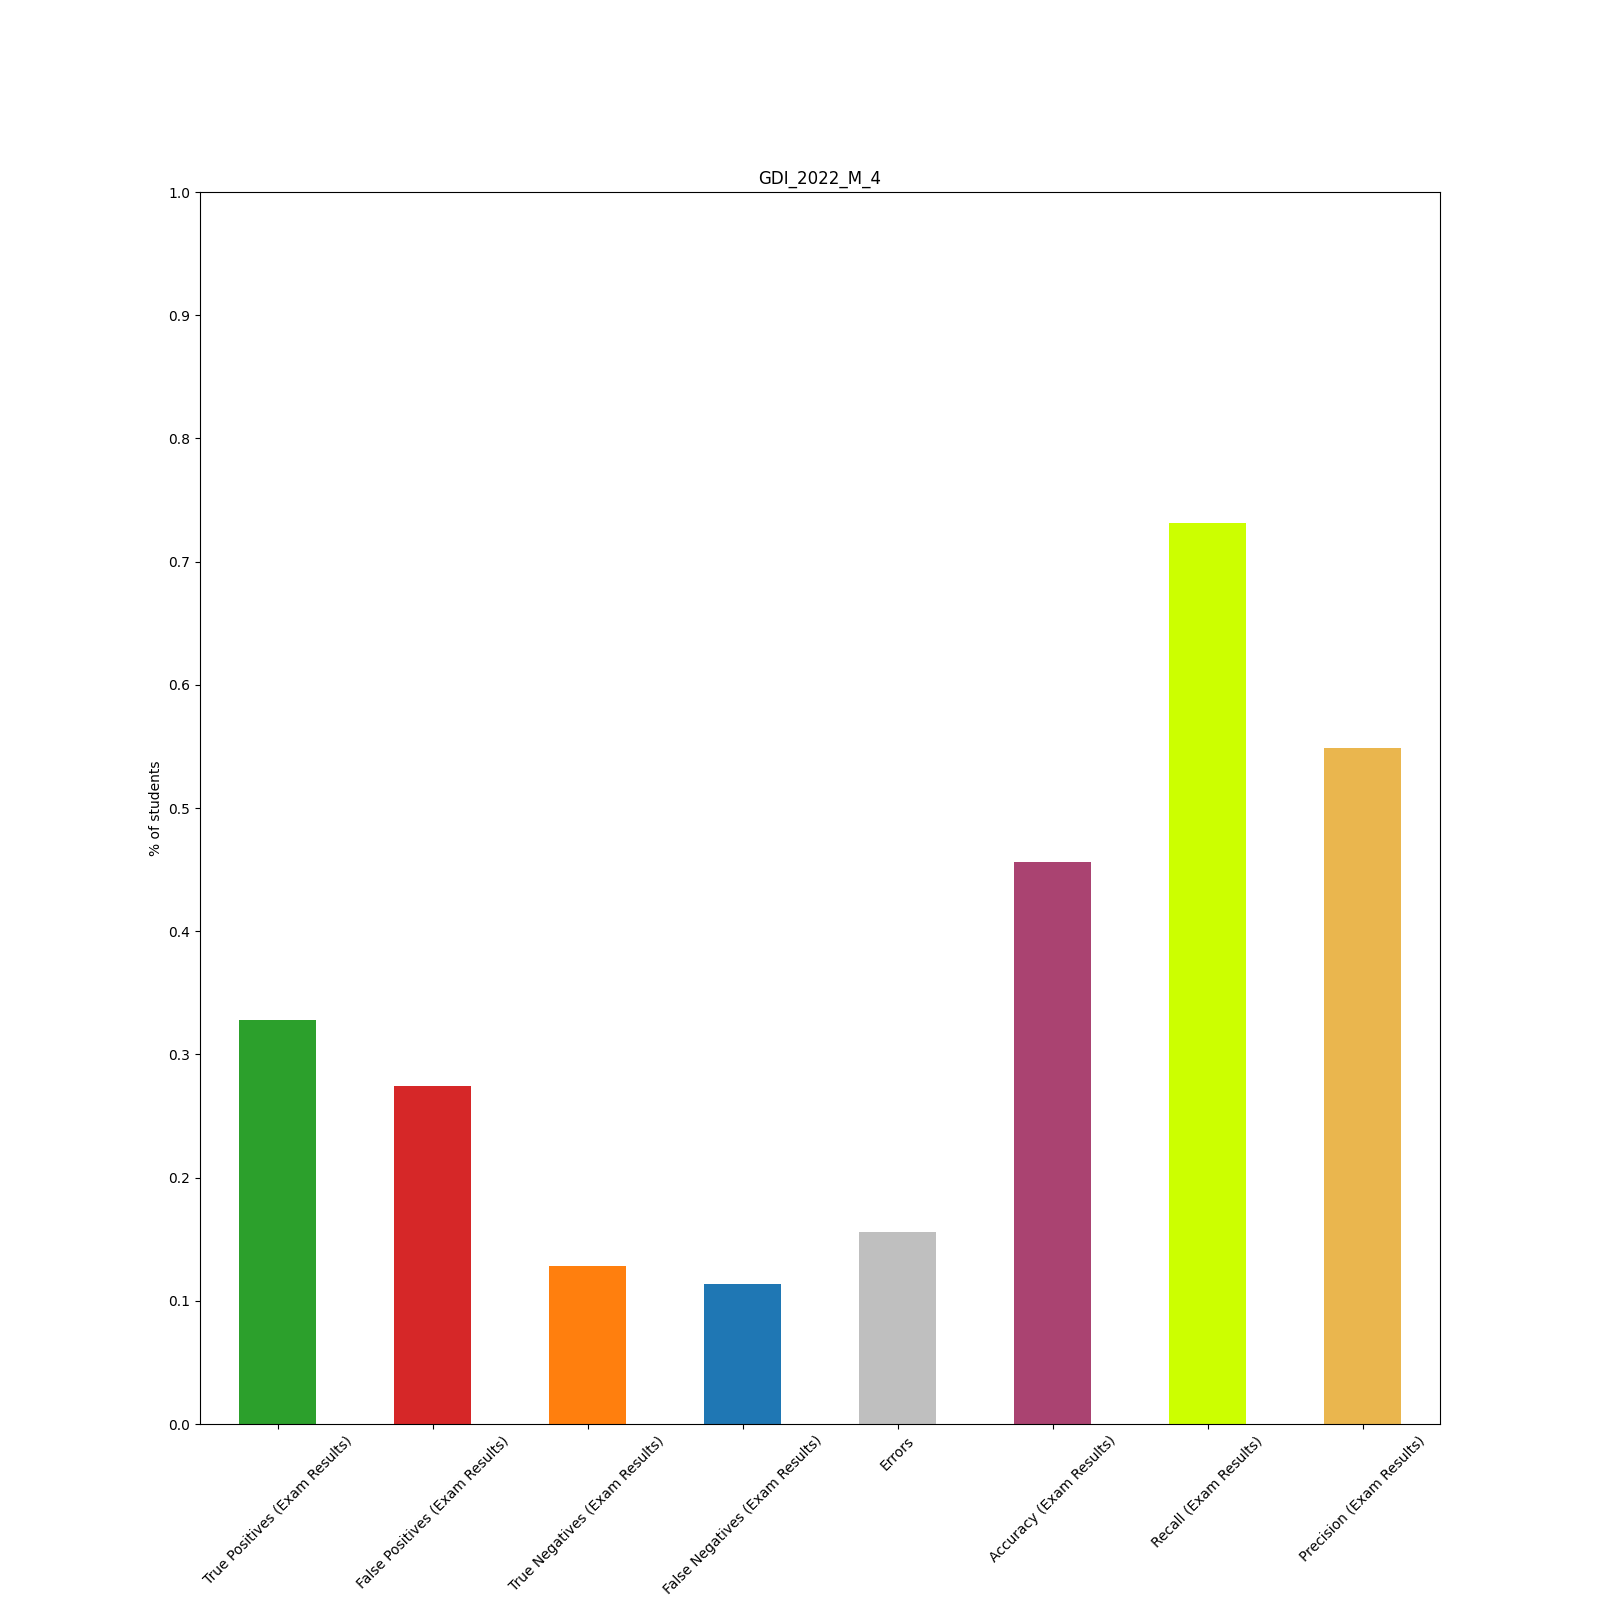 GDI_2022_M_4
1.0
0.9
0.8
0.7
0.6
0.5
0.4
0.3
0.2
0.1
0.0
% of students
True Positives (Exam Results)
False Positives (Exam Results)
True Negatives (Exam Results)
False Negatives (Exam Results)
Errors
Accuracy (Exam Results)
Recall (Exam Results)
Precision (Exam Results)